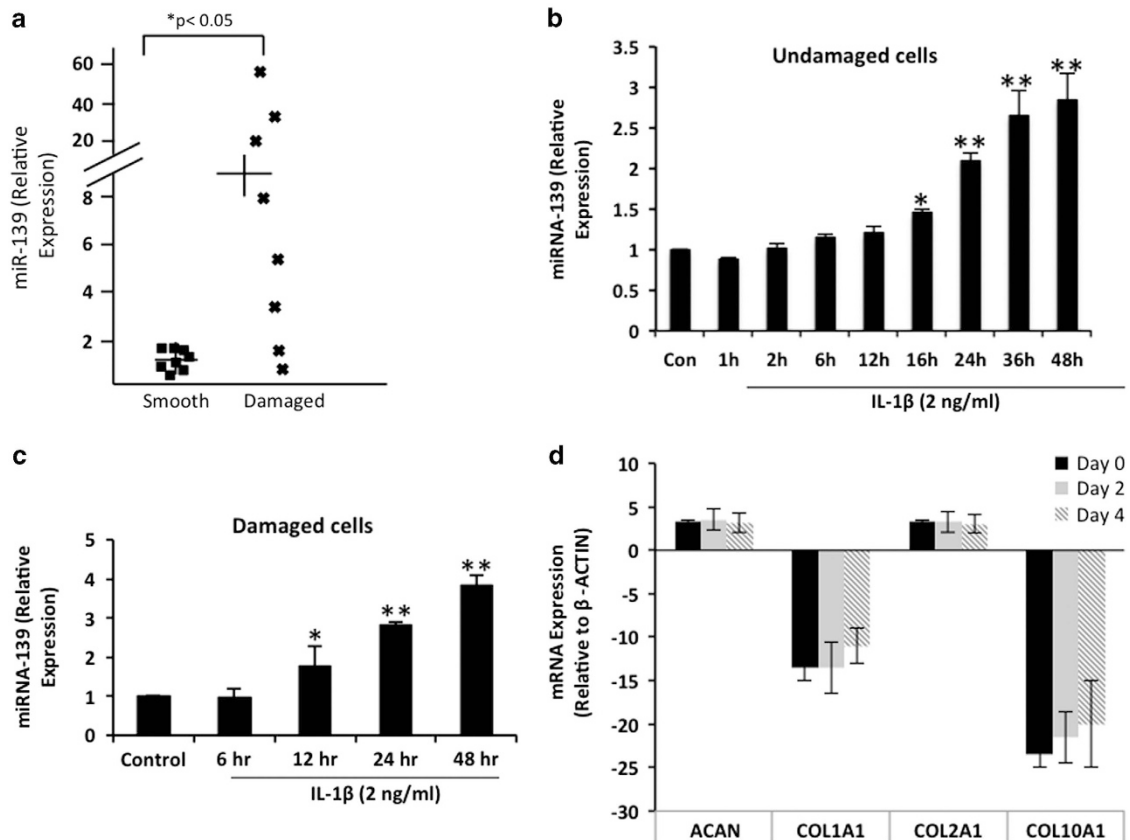 a
*p< 0.05
miR-139 (Relative
Expression)
60
40
20
8
6
4
2
Smooth
Damaged
b
Undamaged cells
miRNA-139 (Relative
Expression)
3.5
3
2.5
2
1.5
1
0.5
0
*
**
**
**
Con 1h 2h 6h 12h 16h 24h 36h 48h
IL-1β (2 ng/ml)
c
Damaged cells
miRNA-139 (Relative
Expression)
5
4
3
2
1
0
*
**
**
Control 6 hr 12 hr 24 hr 48 hr
IL-1β (2 ng/ml)
d
mRNA Expression
(Relative to β -ACTIN)
10
5
0
-5
-10
-15
-20
-25
-30
Day 0
Day 2
Day 4
ACAN COL1A1 COL2A1 COL10A1